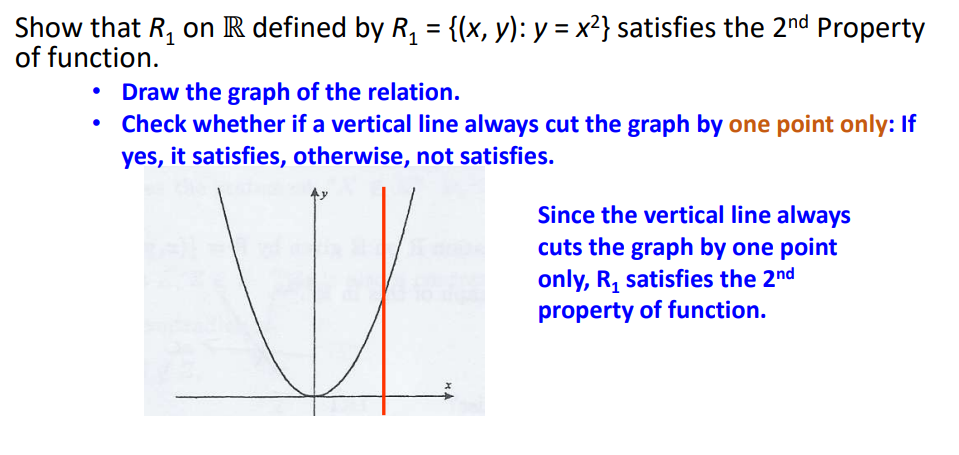 Show that R₁ on ℝ defined by R₁ = {(x, y): y = x²} satisfies the 2ⁿᵈ Property
of function.
• Draw the graph of the relation.
• Check whether if a vertical line always cut the graph by one point only: If
yes, it satisfies, otherwise, not satisfies.
y
Since the vertical line always
cuts the graph by one point
only, R₁ satisfies the 2ⁿᵈ
property of function.
x